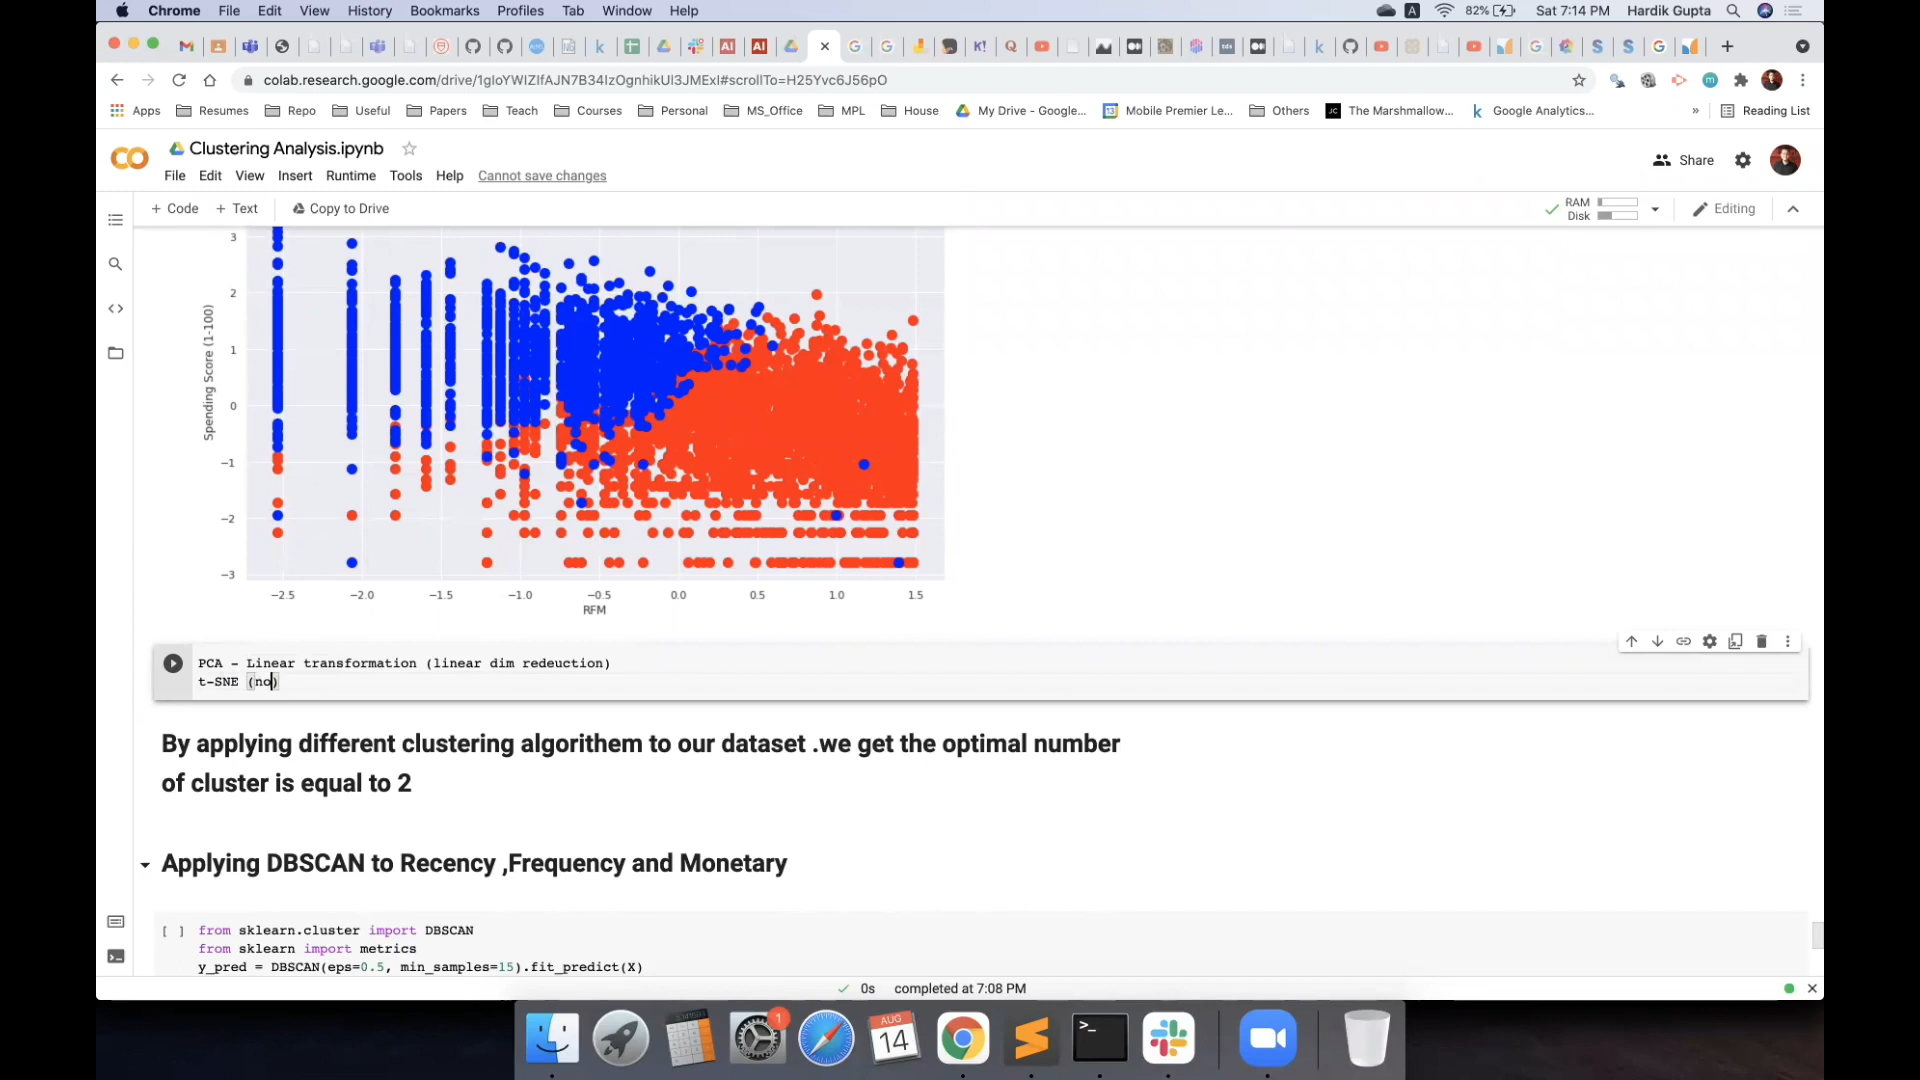 Chrome File Edit View History Bookmarks Profiles Tab Window Help A 82% Sat 7:14 PM Hardik Gupta
colab.research.google.com/drive/1gIoYWIZIfAJN7B34IzOgnhikUl3JMExI#scrollTo=H25Yvc6J56pO
Apps Resumes Repo Useful Papers Teach Courses Personal MS_Office MPL House My Drive - Google... Mobile Premier Le... Others The Marshmallow... Google Analytics... » Reading List
Clustering Analysis.ipynb
Share
File Edit View Insert Runtime Tools Help Cannot save changes
+ Code + Text Copy to Drive
RAM
Disk
Editing
3
2
1
0
−1
−2
−3
Spending Score (1-100)
−2.5 −2.0 −1.5 −1.0 −0.5 0.0 0.5 1.0 1.5
RFM
PCA - Linear transformation (linear dim redeuction)
t-SNE (no)
By applying different clustering algorithem to our dataset .we get the optimal number
of cluster is equal to 2
Applying DBSCAN to Recency ,Frequency and Monetary
[ ] from sklearn.cluster import DBSCAN
from sklearn import metrics
y_pred = DBSCAN(eps=0.5, min_samples=15).fit_predict(X)
0s completed at 7:08 PM
1
AUG
14